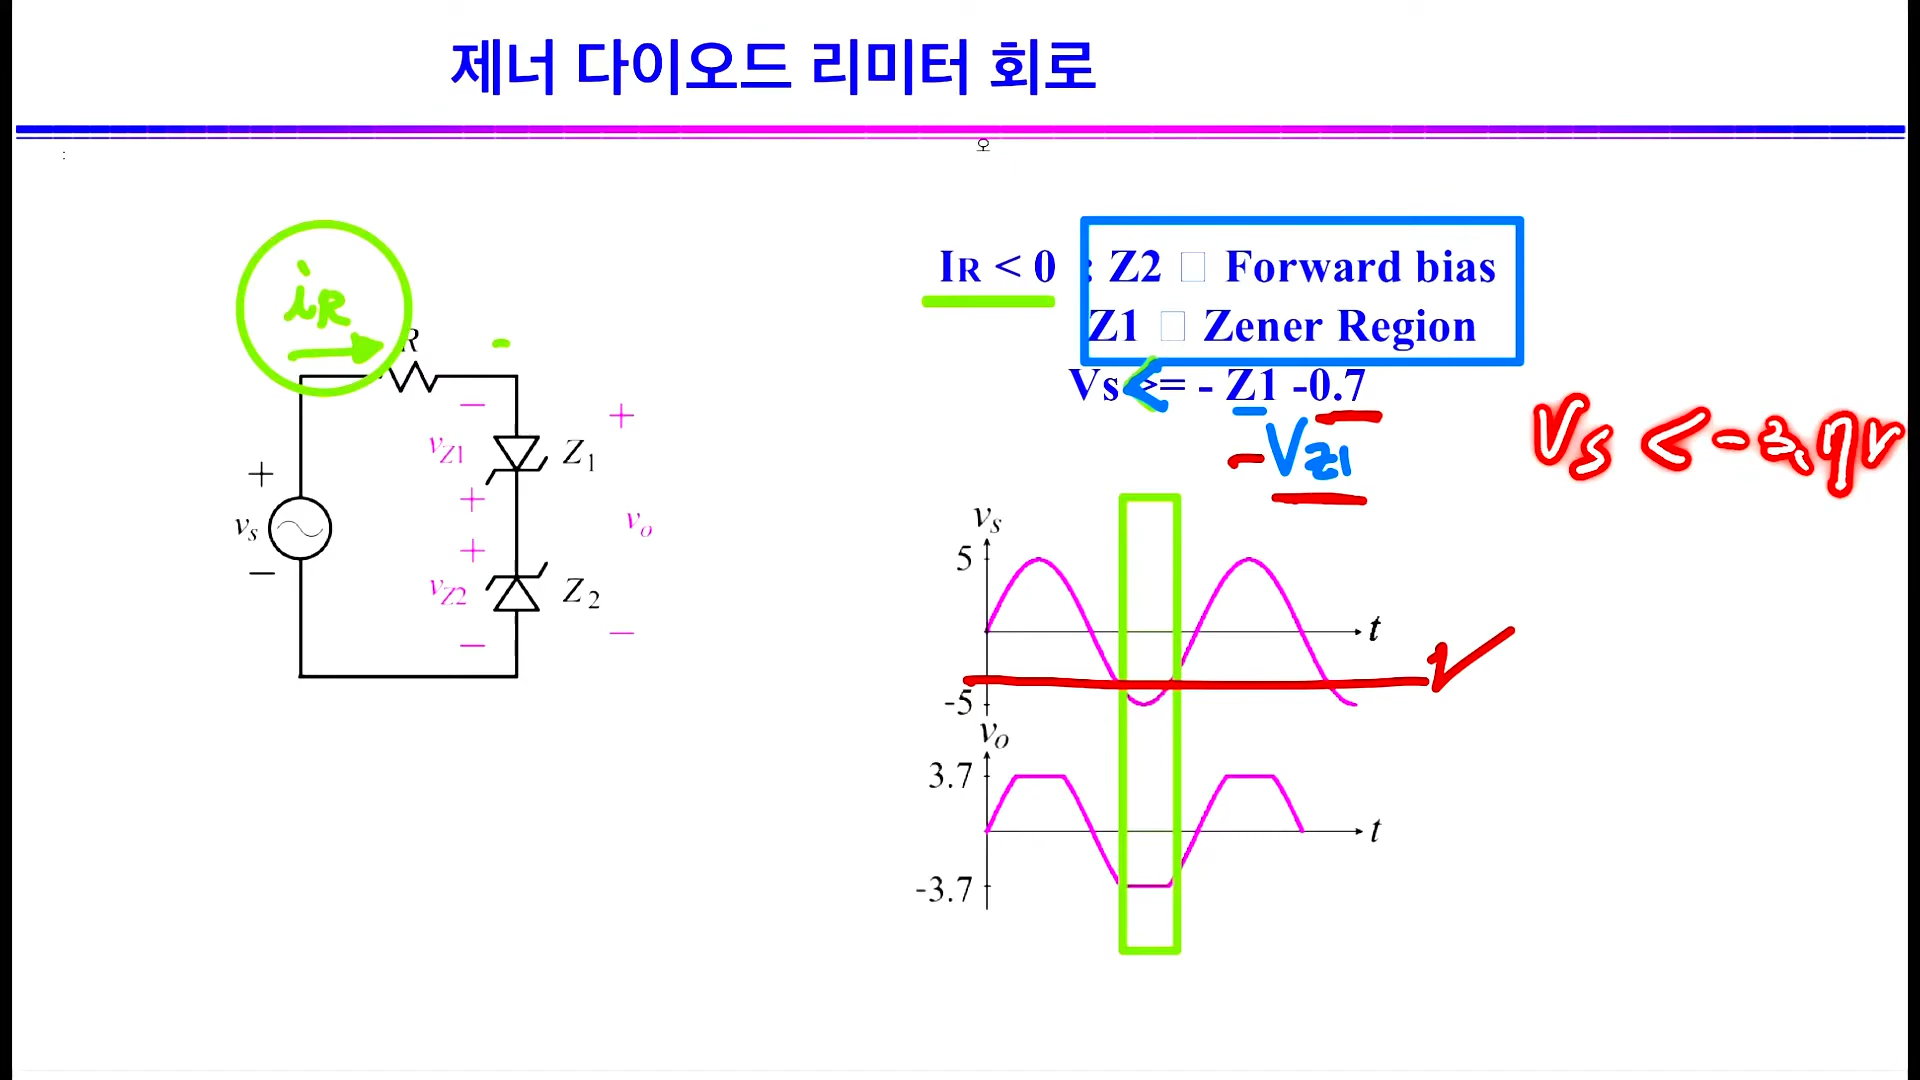 제너 다이오드 리미터 회로
:
오
iR
R
IR < 0 : Z2 □ Forward bias
Z1 □ Zener Region
Vs < >= - Z1 -0.7
-VZ1
Vs < -3.7V
−
+
vZ1
Z1
+
+
vs
−
+
vo
vZ2
Z2
−
−
vs
5
t
-5
vo
3.7
t
-3.7